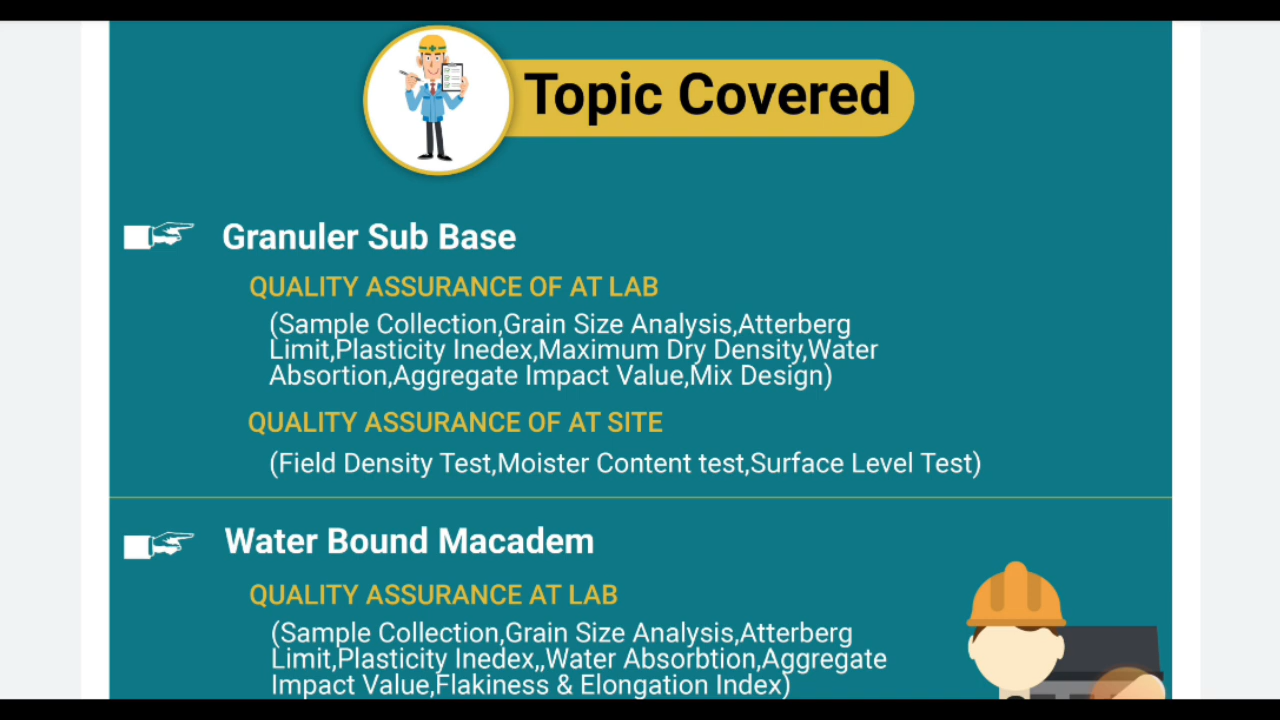 Topic Covered
Granuler Sub Base
QUALITY ASSURANCE OF AT LAB
(Sample Collection,Grain Size Analysis,Atterberg
Limit,Plasticity Inedex,Maximum Dry Density,Water
Absortion,Aggregate Impact Value,Mix Design)
QUALITY ASSURANCE OF AT SITE
(Field Density Test,Moister Content test,Surface Level Test)
Water Bound Macadem
QUALITY ASSURANCE AT LAB
(Sample Collection,Grain Size Analysis,Atterberg
Limit,Plasticity Inedex,,Water Absorbtion,Aggregate
Impact Value,Flakiness & Elongation Index)